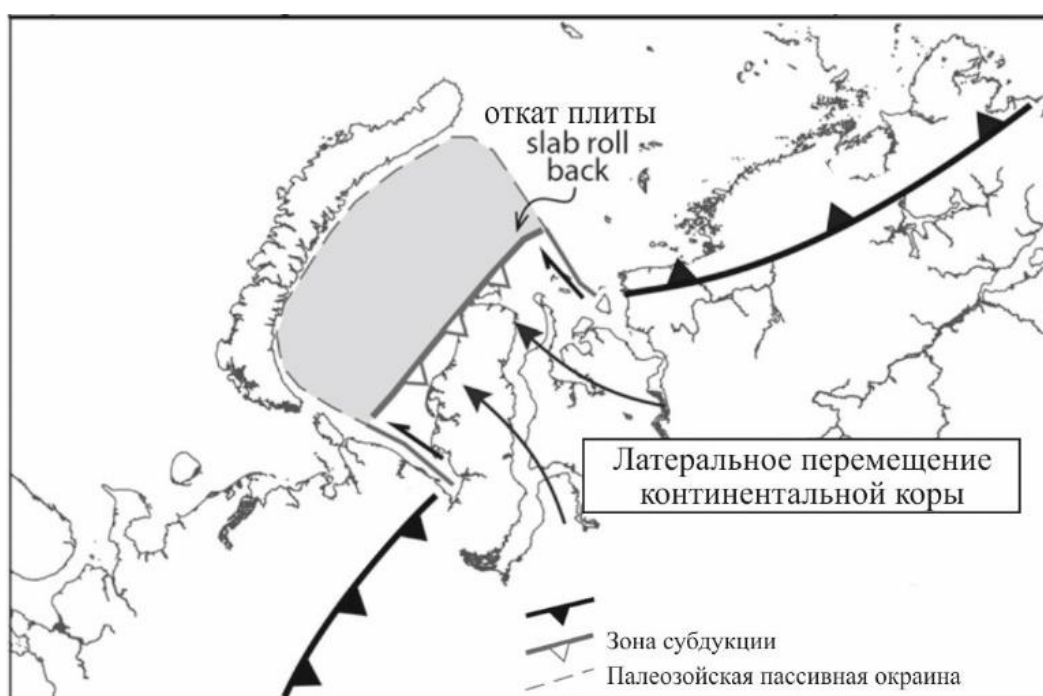 откат плиты
slab roll
back
Латеральное перемещение
континентальной коры
Зона субдукции
Палеозойская пассивная окраина